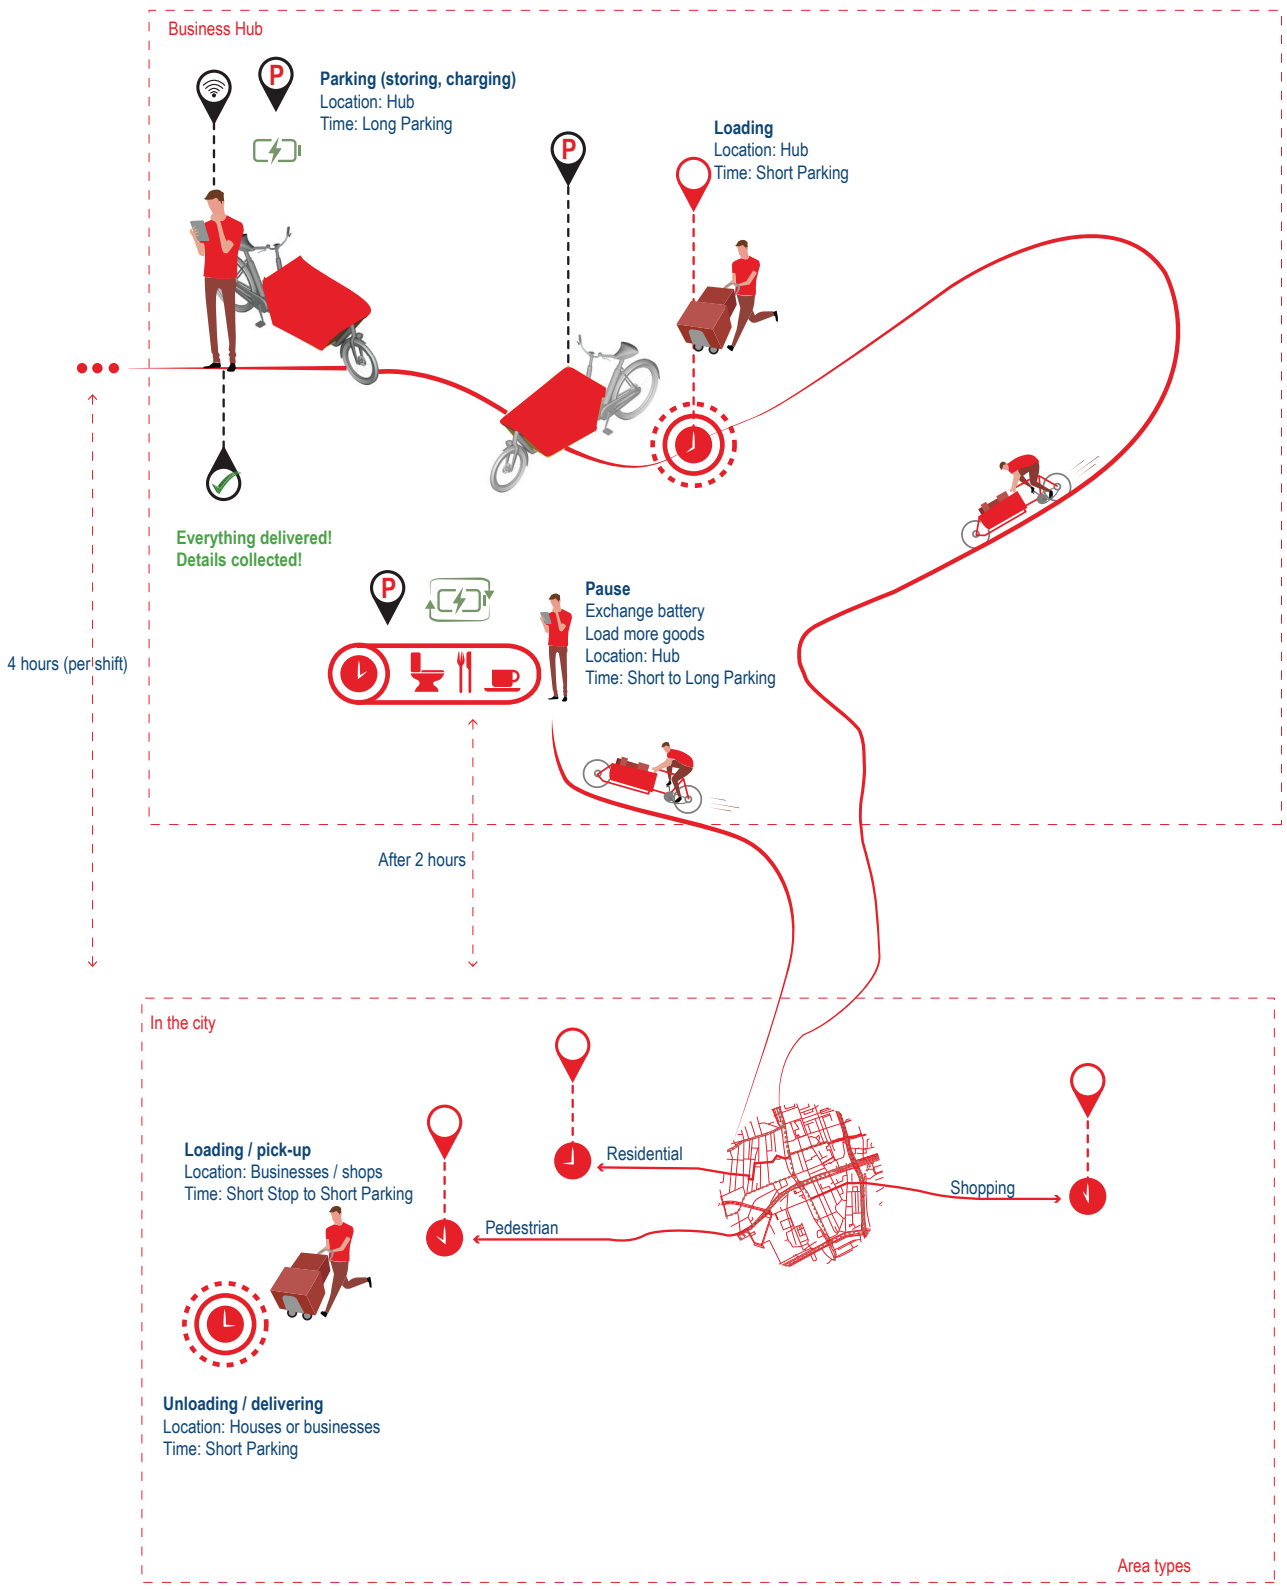 Business Hub
P
Parking (storing, charging)
Location: Hub
Time: Long Parking
P
Loading
Location: Hub
Time: Short Parking
Everything delivered!
Details collected!
P
Pause
Exchange battery
Load more goods
Location: Hub
Time: Short to Long Parking
4 hours (per shift)
After 2 hours
In the city
Residential
Shopping
Pedestrian
Loading / pick-up
Location: Businesses / shops
Time: Short Stop to Short Parking
Unloading / delivering
Location: Houses or businesses
Time: Short Parking
Area types